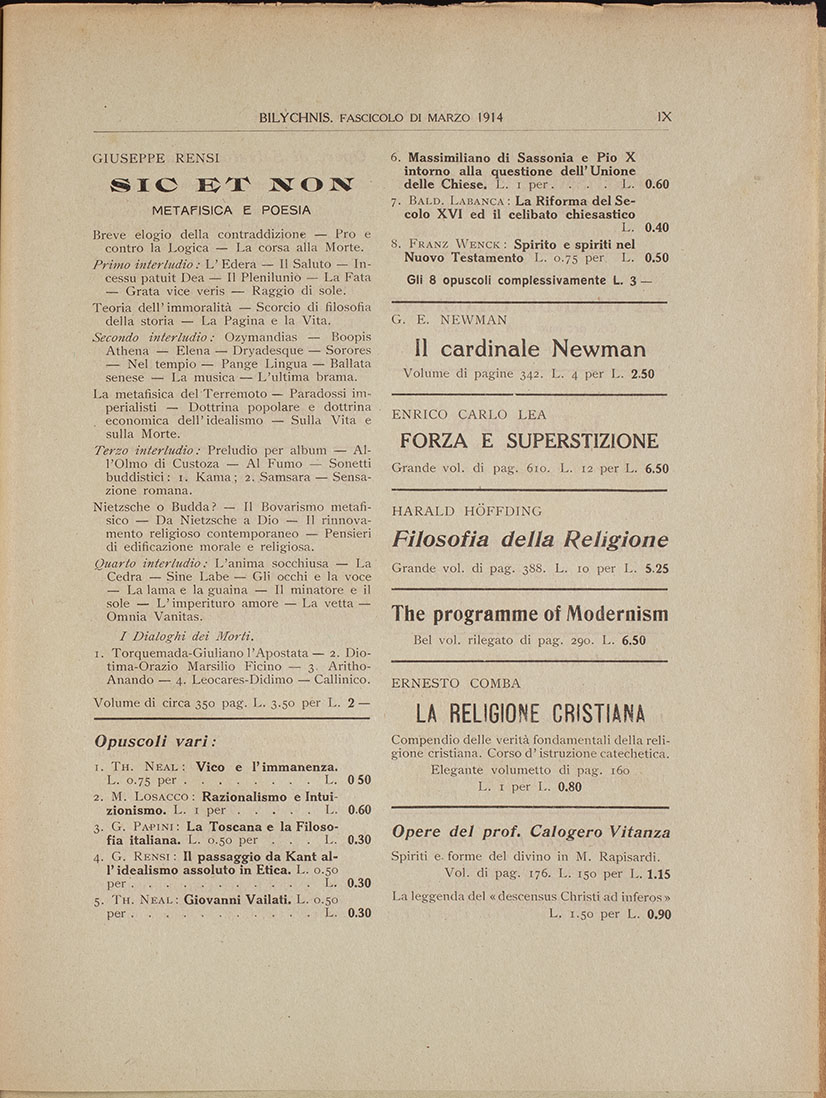 BILYCHNIS. FASCICOLO DI MARZO 1914 IX
GIUSEPPE RENSI
SIC ET NON
METAFISICA E POESIA
Breve elogio della contraddizione — Pro e
contro la Logica — La corsa alla Morte.
Primo interludio: L'Edera — Il Saluto — In-
cessu patuit Dea — Il Plenilunio — La Fata
— Grata vice veris — Raggio di sole.
Teoria dell'immoralità — Scorcio di filosofia
della storia — La Pagina e la Vita.
Secondo interludio: Ozymandias — Boopis
Athena — Elena — Dryadesque — Sorores
— Nel tempio — Pange Lingua — Ballata
senese — La musica — L'ultima brama.
La metafisica del Terremoto — Paradossi im-
perialisti — Dottrina popolare e dottrina
economica dell'idealismo — Sulla Vita e
sulla Morte.
Terzo interludio: Preludio per album — Al-
l'Olmo di Custoza — Al Fumo — Sonetti
buddistici: 1. Kama; 2. Samsara — Sensa-
zione romana.
Nietzsche o Budda? — Il Bovarismo metafi-
sico — Da Nietzsche a Dio — Il rinnova-
mento religioso contemporaneo — Pensieri
di edificazione morale e religiosa.
Quarto interludio: L'anima socchiusa — La
Cedra — Sine Labe — Gli occhi e la voce
— La lama e la guaina — Il minatore e il
sole — L'imperituro amore — La vetta —
Omnia Vanitas.
I Dialoghi dei Morti.
1. Torquemada-Giuliano l'Apostata — 2. Dio-
tima-Orazio Marsilio Ficino — 3. Aritho-
Anando — 4. Leocares-Didimo — Callinico.
Volume di circa 350 pag. L. 3.50 per L. 2 —
Opuscoli vari:
1. TH. NEAL: Vico e l'immanenza.
L. 0.75 per . . . . . . . . L. 0 50
2. M. LOSACCO: Razionalismo e Intui-
zionismo. L. 1 per . . . . . L. 0.60
3. G. PAPINI: La Toscana e la Filoso-
fia italiana. L. 0.50 per . . . L. 0.30
4. G. RENSI: Il passaggio da Kant al-
l'idealismo assoluto in Etica. L. 0.50
per . . . . . . . . . . . L. 0.30
5. TH. NEAL: Giovanni Vailati. L. 0.50
per . . . . . . . . . . . L. 0.30
6. Massimiliano di Sassonia e Pio X
intorno alla questione dell'Unione
delle Chiese. L. 1 per . . . . L. 0.60
7. BALD. LABANCA: La Riforma del Se-
colo XVI ed il celibato chiesastico
L. 0.40
8. FRANZ WENCK: Spirito e spiriti nel
Nuovo Testamento L. 0.75 per L. 0.50
Gli 8 opuscoli complessivamente L. 3 —
G. E. NEWMAN
Il cardinale Newman
Volume di pagine 342. L. 4 per L. 2.50
ENRICO CARLO LEA
FORZA E SUPERSTIZIONE
Grande vol. di pag. 610. L. 12 per L. 6.50
HARALD HÖFFDING
Filosofia della Religione
Grande vol. di pag. 388. L. 10 per L. 5.25
The programme of Modernism
Bel vol. rilegato di pag. 290. L. 6.50
ERNESTO COMBA
LA RELIGIONE CRISTIANA
Compendio delle verità fondamentali della reli-
gione cristiana. Corso d'istruzione catechetica.
Elegante volumetto di pag. 160
L. 1 per L. 0.80
Opere del prof. Calogero Vitanza
Spiriti e forme del divino in M. Rapisardi.
Vol. di pag. 176. L. 150 per L. 1.15
La leggenda del «descensus Christi ad inferos»
L. 1.50 per L. 0.90